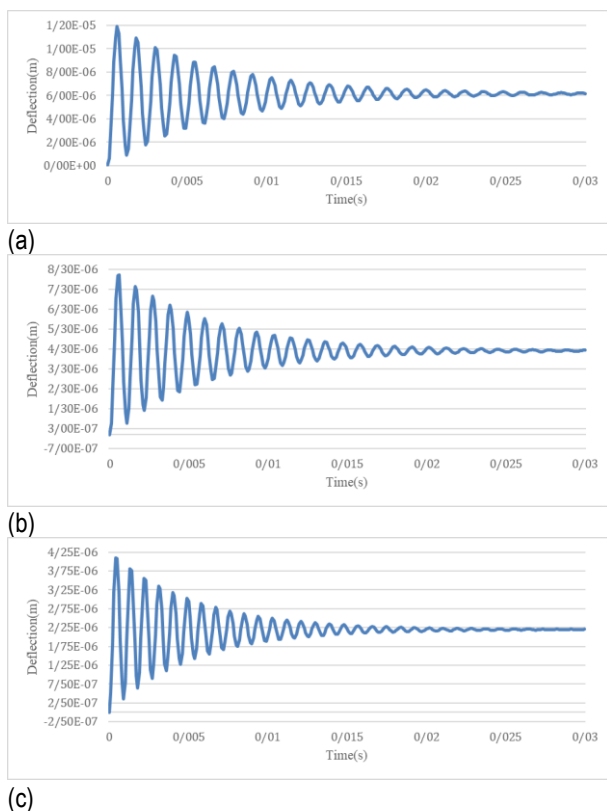 1/20E-05
1/00E-05
8/00E-06
6/00E-06
4/00E-06
2/00E-06
0/00E+00
Deflection(m)
0 0/005 0/01 0/015 0/02 0/025 0/03
Time(s)
(a)
8/30E-06
7/30E-06
6/30E-06
5/30E-06
4/30E-06
3/30E-06
2/30E-06
1/30E-06
3/00E-07
-7/00E-07
Deflection(m)
0 0/005 0/01 0/015 0/02 0/025 0/03
Time(s)
(b)
4/25E-06
3/75E-06
3/25E-06
2/75E-06
2/25E-06
1/75E-06
1/25E-06
7/50E-07
2/50E-07
-2/50E-07
Deflection(m)
0 0/005 0/01 0/015 0/02 0/025 0/03
Time(s)
(c)